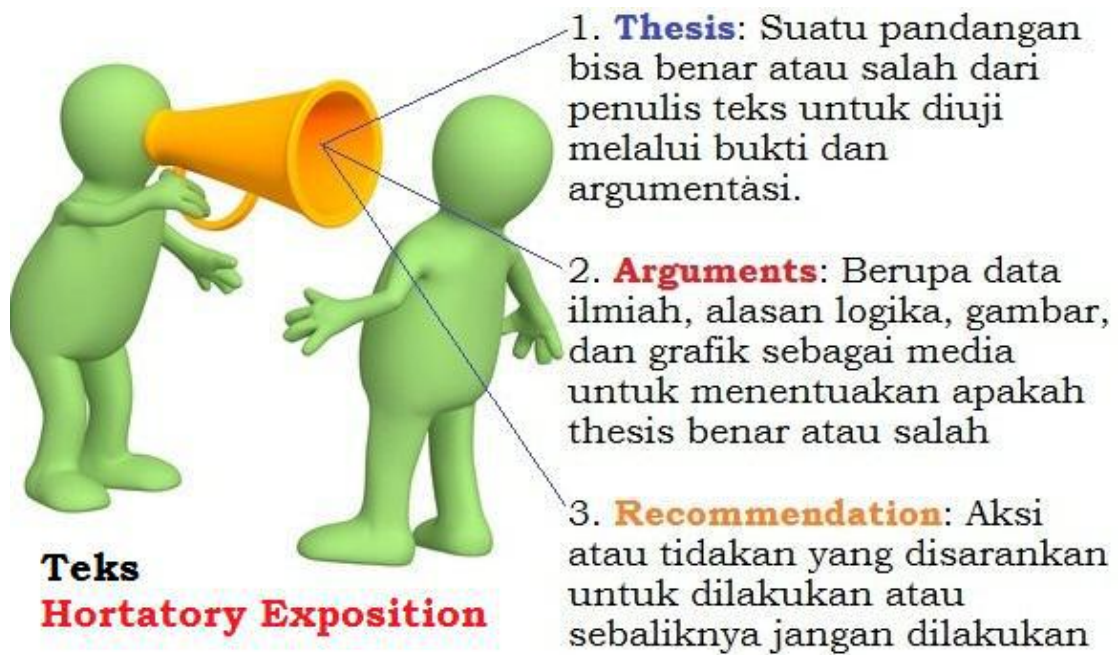 1. Thesis: Suatu pandangan
bisa benar atau salah dari
penulis teks untuk diuji
melalui bukti dan
argumentasi.
2. Arguments: Berupa data
ilmiah, alasan logika, gambar,
dan grafik sebagai media
untuk menentuakan apakah
thesis benar atau salah
3. Recommendation: Aksi
atau tidakan yang disarankan
untuk dilakukan atau
sebaliknya jangan dilakukan
Teks
Hortatory Exposition